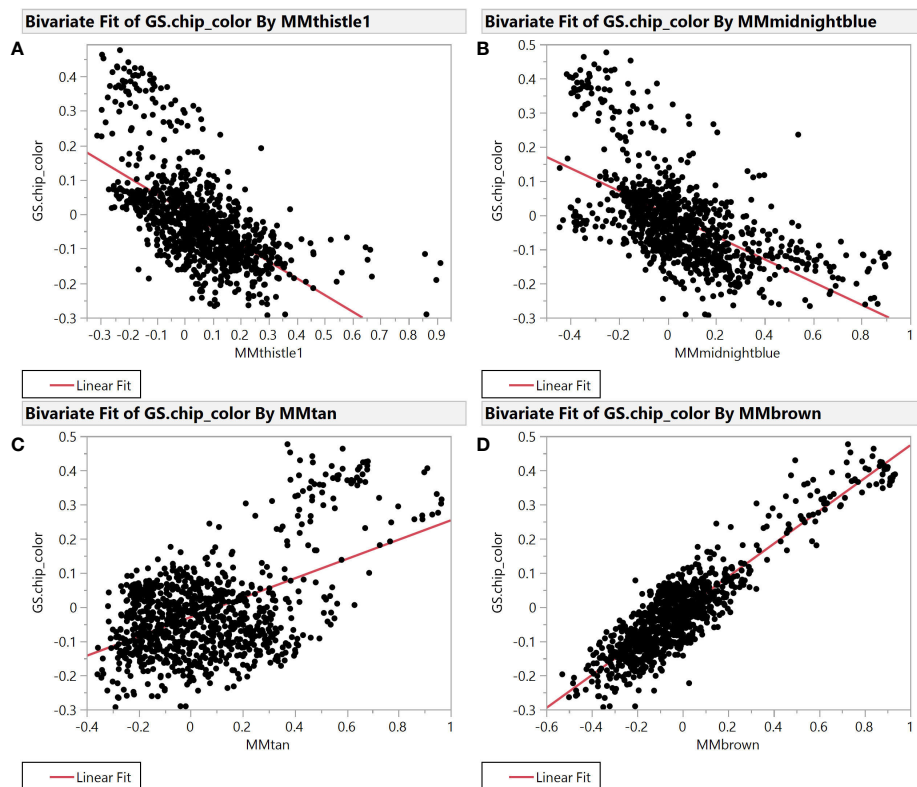 Bivariate Fit of GS.chip_color By MMthistle1
A
GS.chip_color
0.4
0.3
0.2
0.1
0
-0.1
-0.2
-0.3
-0.3 -0.2 -0.1 0 0.1 0.2 0.3 0.4 0.5 0.6 0.7 0.8 0.9
MMthistle1
Linear Fit
Bivariate Fit of GS.chip_color By MMmidnightblue
B
GS.chip_color
0.5
0.4
0.3
0.2
0.1
0
-0.1
-0.2
-0.3
-0.4 -0.2 0 0.2 0.4 0.6 0.8 1
MMmidnightblue
Linear Fit
Bivariate Fit of GS.chip_color By MMtan
C
GS.chip_color
0.5
0.4
0.3
0.2
0.1
0
-0.1
-0.2
-0.3
-0.4 -0.2 0 0.2 0.4 0.6 0.8 1
MMtan
Linear Fit
Bivariate Fit of GS.chip_color By MMbrown
D
GS.chip_color
0.5
0.4
0.3
0.2
0.1
0
-0.1
-0.2
-0.3
-0.6 -0.4 -0.2 0 0.2 0.4 0.6 0.8 1
MMbrown
Linear Fit